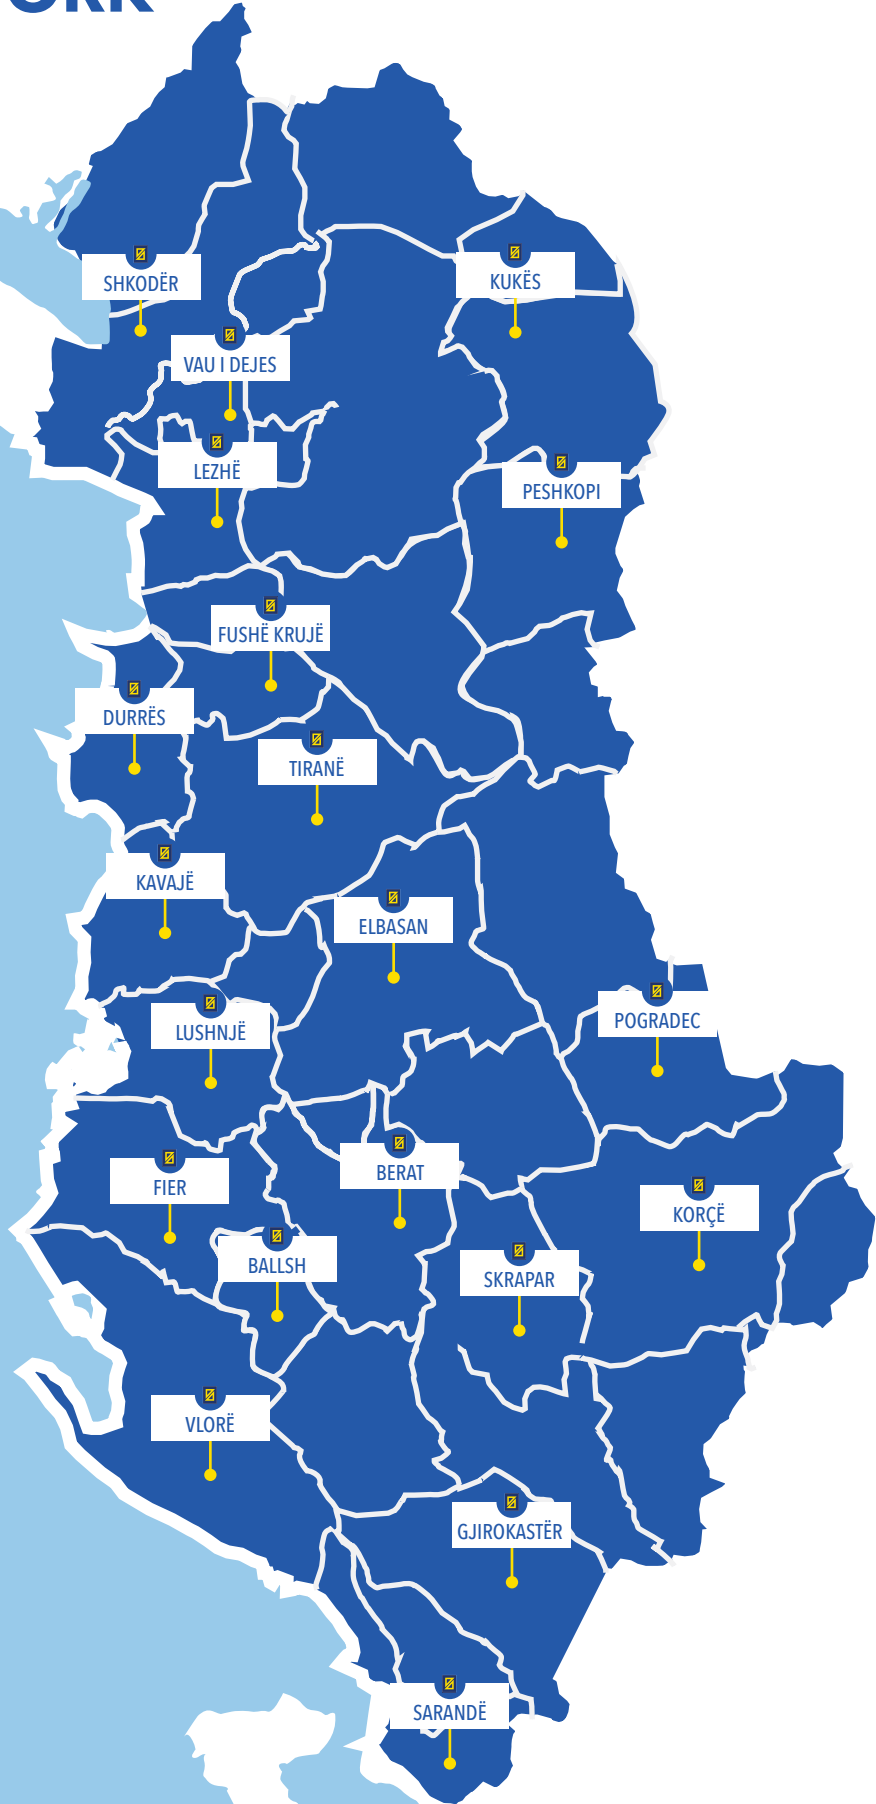 ORK
SHKODËR
KUKËS
VAU I DEJES
LEZHË
PESHKOPI
FUSHË KRUJË
DURRËS
TIRANË
KAVAJË
ELBASAN
POGRADEC
LUSHNJË
BERAT
FIER
KORÇË
BALLSH
SKRAPAR
VLORË
GJIROKASTËR
SARANDË